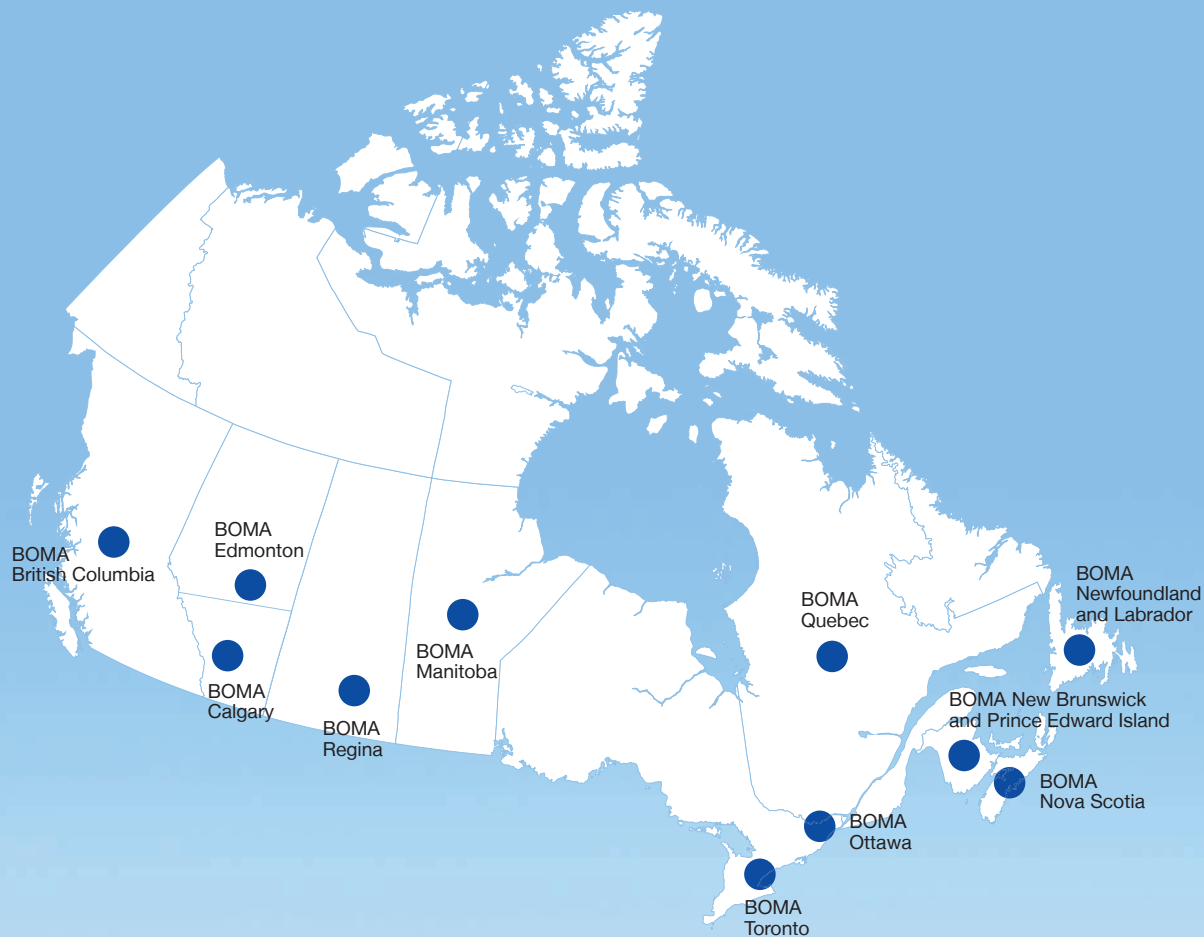 BOMA
British Columbia
BOMA
Edmonton
BOMA
Calgary
BOMA
Regina
BOMA
Manitoba
BOMA
Quebec
BOMA
Newfoundland
and Labrador
BOMA New Brunswick
and Prince Edward Island
BOMA
Nova Scotia
BOMA
Ottawa
BOMA
Toronto